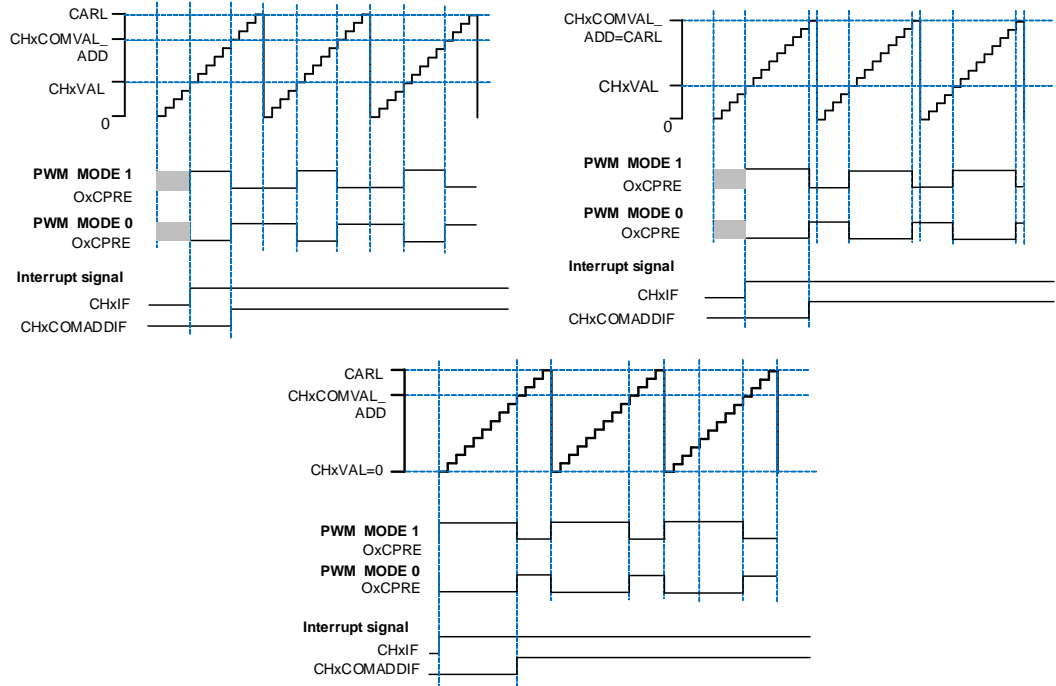 CARL
CHxCOMVAL_
ADD
CHxVAL
0
PWM MODE 1
OxCPRE
PWM MODE 0
OxCPRE
Interrupt signal
CHxIF
CHxCOMADDIF
CHxCOMVAL_
ADD=CARL
CHxVAL
0
PWM MODE 1
OxCPRE
PWM MODE 0
OxCPRE
Interrupt signal
CHxIF
CHxCOMADDIF
CARL
CHxCOMVAL_
ADD
CHxVAL=0
PWM MODE 1
OxCPRE
PWM MODE 0
OxCPRE
Interrupt signal
CHxIF
CHxCOMADDIF